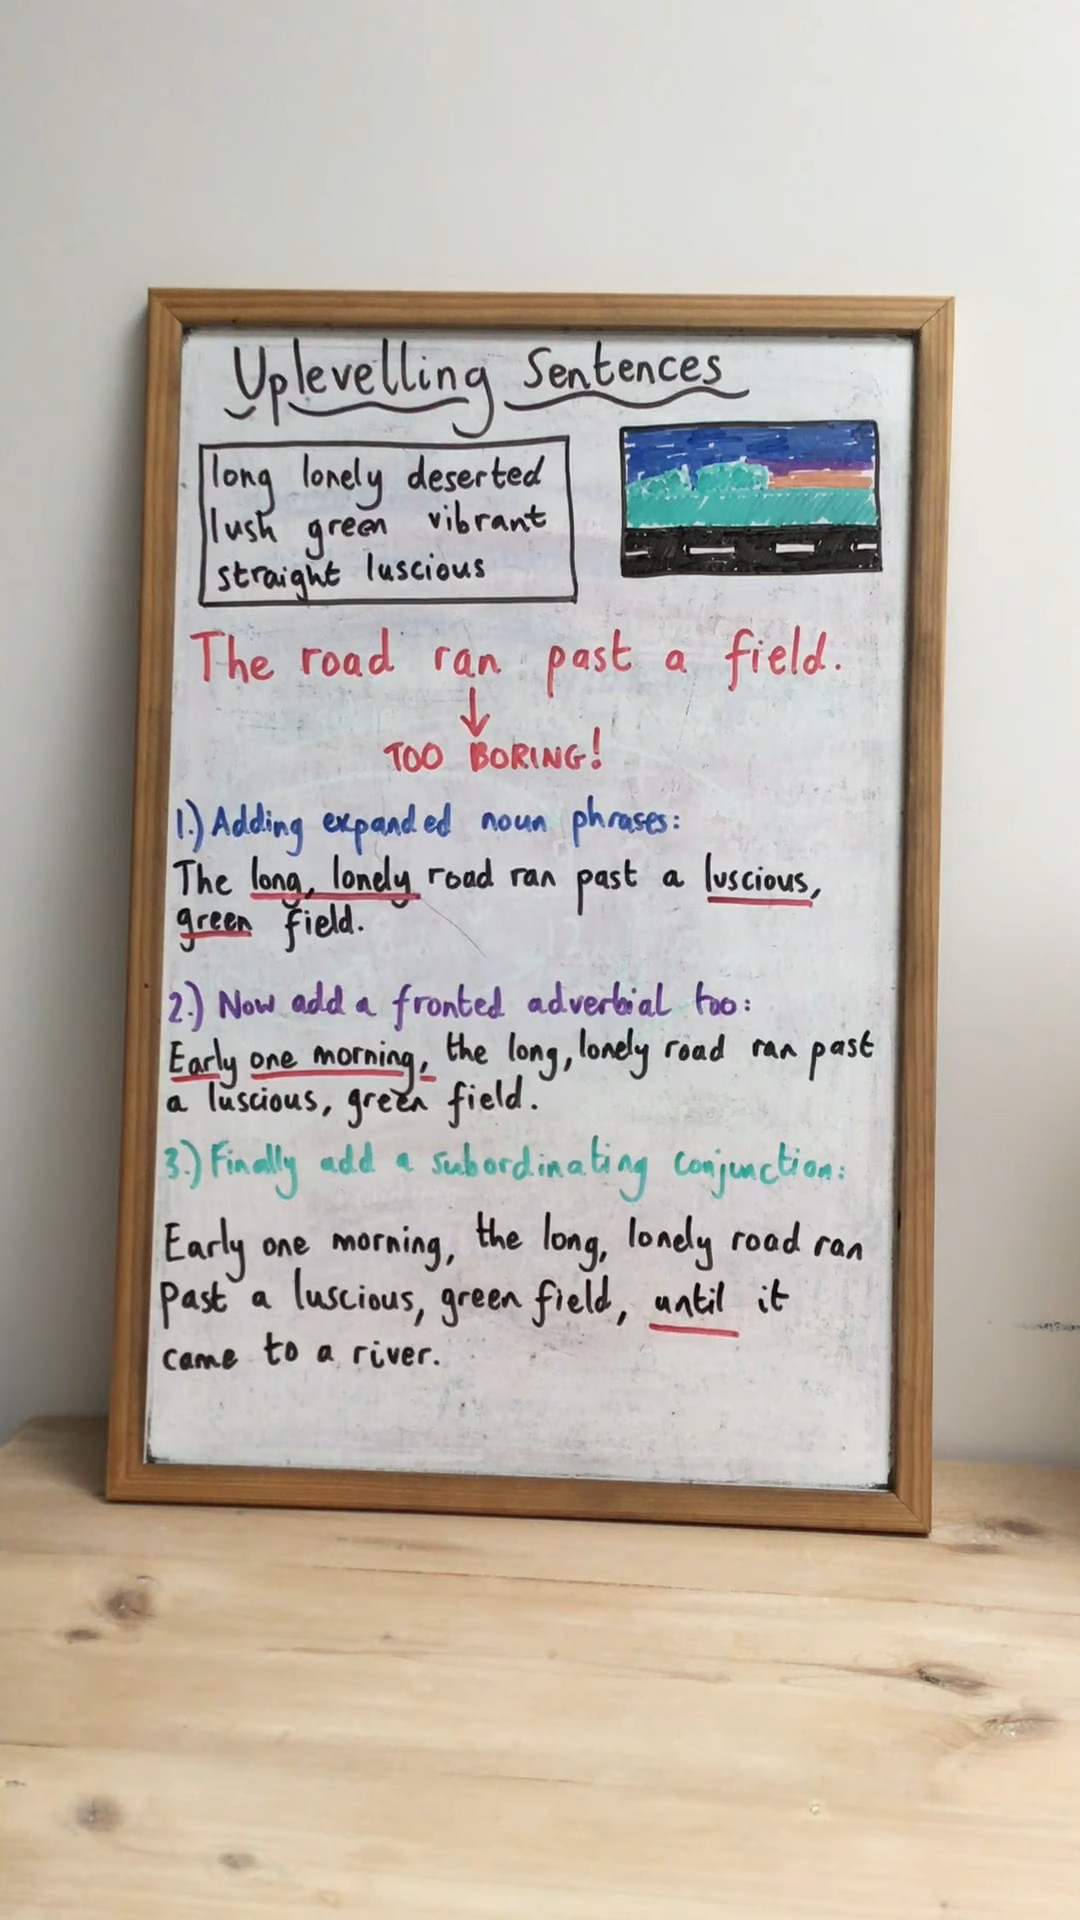 Uplevelling Sentences
long lonely deserted
lush green vibrant
straight luscious
The road ran past a field.
↓
TOO BORING!
1.) Adding expanded noun phrases:
The long, lonely road ran past a luscious,
green field.
2.) Now add a fronted adverbial too:
Early one morning, the long, lonely road ran past
a luscious, green field.
3.) Finally add a subordinating conjunction:
Early one morning, the long, lonely road ran
past a luscious, green field, until it
came to a river.